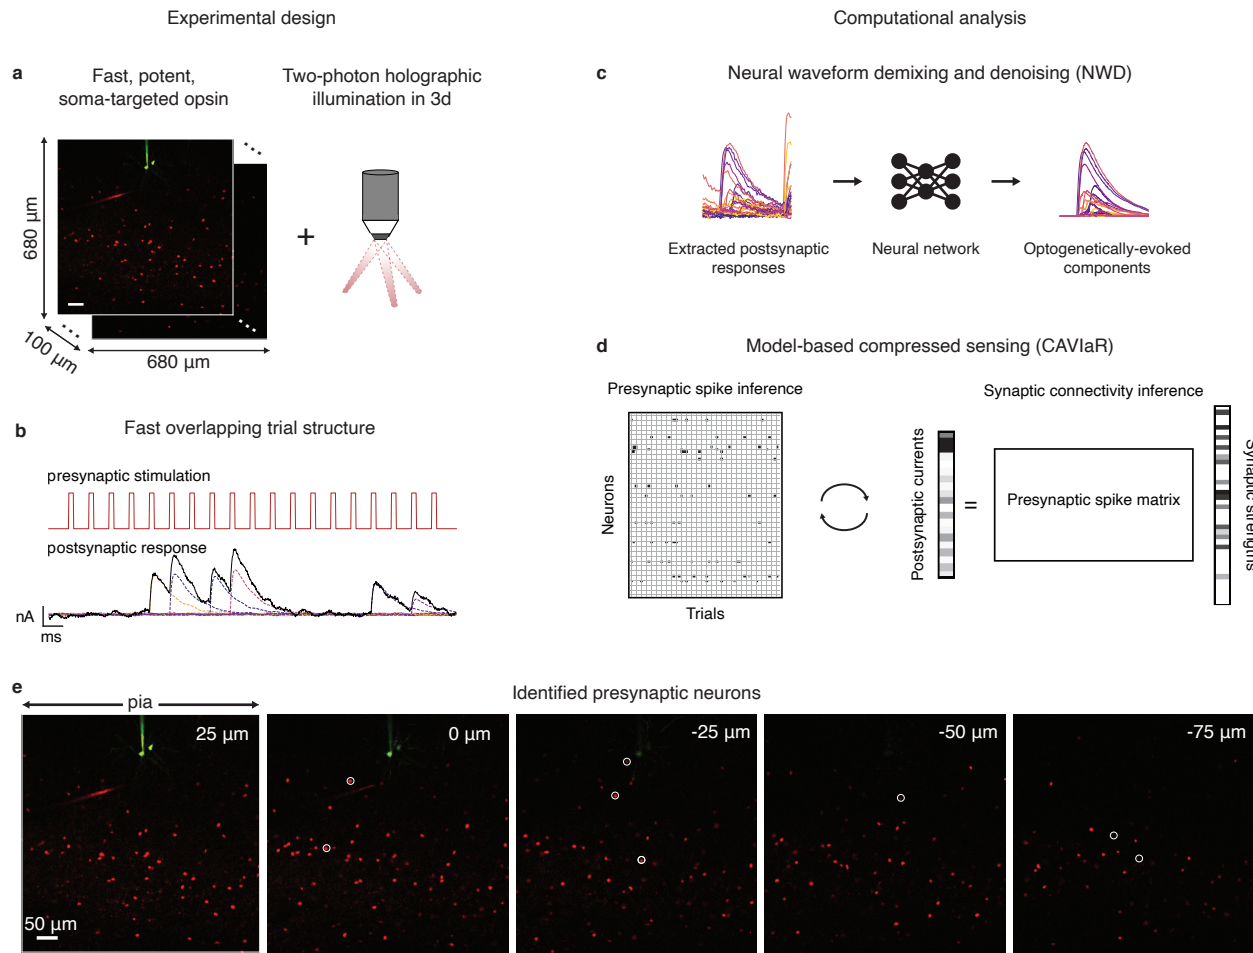 Experimental design
Computational analysis
a
Fast, potent,
soma-targeted opsin
Two-photon holographic
illumination in 3d
680 µm
100 µm
680 µm
+
b
Fast overlapping trial structure
presynaptic stimulation
postsynaptic response
nA
ms
c
Neural waveform demixing and denoising (NWD)
Extracted postsynaptic
responses
Neural network
Optogenetically-evoked
components
d
Model-based compressed sensing (CAVIaR)
Presynaptic spike inference
Neurons
Trials
Synaptic connectivity inference
Postsynaptic currents
=
Presynaptic spike matrix
Synaptic strengths
e
pia
Identified presynaptic neurons
25 µm
0 µm
-25 µm
-50 µm
-75 µm
50 µm